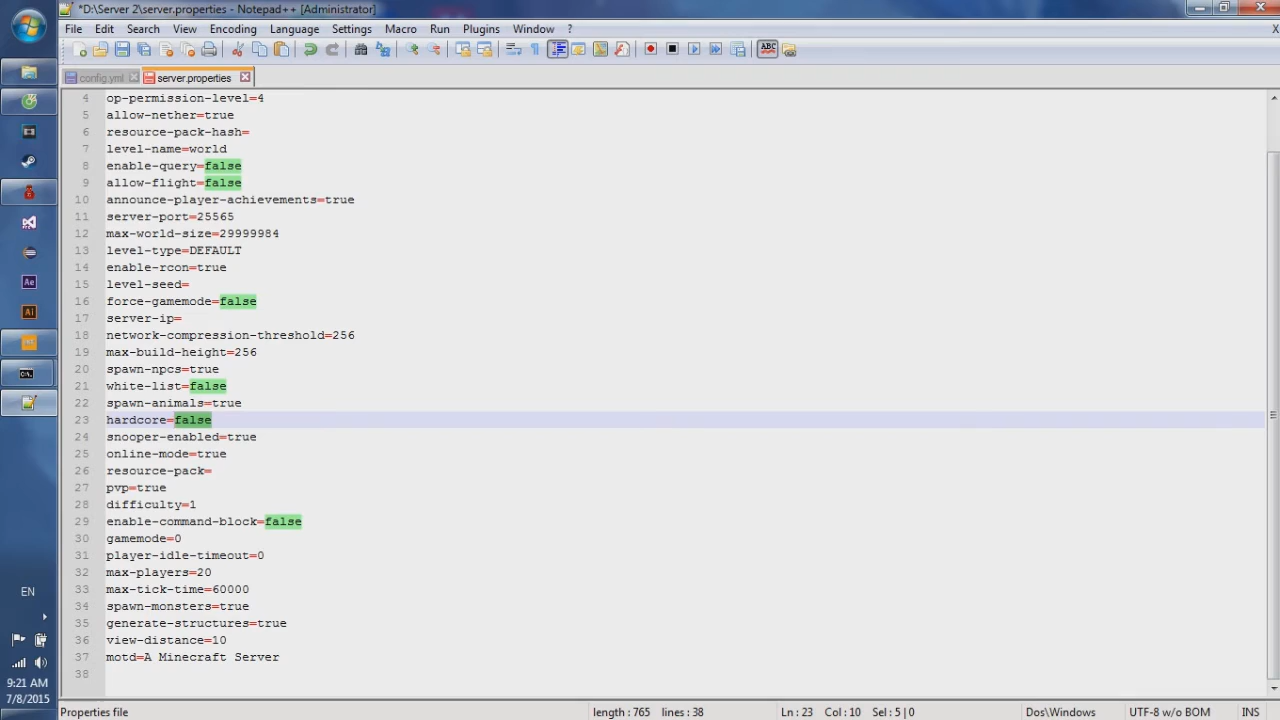 *D:\Server 2\server.properties - Notepad++ [Administrator]
File Edit Search View Encoding Language Settings Macro Run Plugins Window ? X
ABC
config.yml server.properties
4 op-permission-level=4
5 allow-nether=true
6 resource-pack-hash=
7 level-name=world
8 enable-query=false
9 allow-flight=false
10 announce-player-achievements=true
11 server-port=25565
12 max-world-size=29999984
13 level-type=DEFAULT
14 enable-rcon=true
15 level-seed=
16 force-gamemode=false
17 server-ip=
18 network-compression-threshold=256
19 max-build-height=256
20 spawn-npcs=true
21 white-list=false
22 spawn-animals=true
23 hardcore=false
24 snooper-enabled=true
25 online-mode=true
26 resource-pack=
27 pvp=true
28 difficulty=1
29 enable-command-block=false
30 gamemode=0
31 player-idle-timeout=0
32 max-players=20
33 max-tick-time=60000
34 spawn-monsters=true
35 generate-structures=true
36 view-distance=10
37 motd=A Minecraft Server
38
Ae
Ai
EN
9:21 AM
7/8/2015
Properties file length : 765 lines : 38 Ln : 23 Col : 10 Sel : 5 | 0 Dos\Windows UTF-8 w/o BOM INS